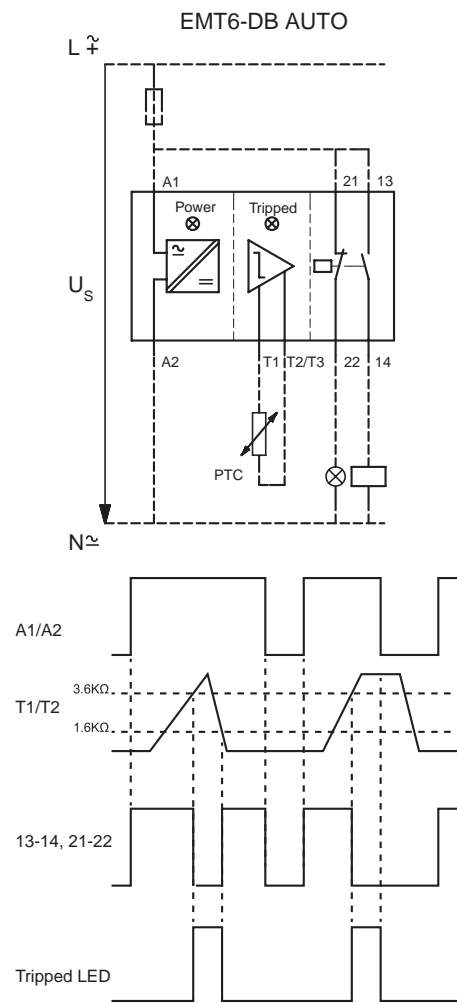 EMT6-DB AUTO
L ≂
A1
21 13
Power
Tripped
U_S
A2
T1 T2/T3
22 14
PTC
N≃
A1/A2
3.6KΩ
T1/T2
1.6KΩ
13-14, 21-22
Tripped LED